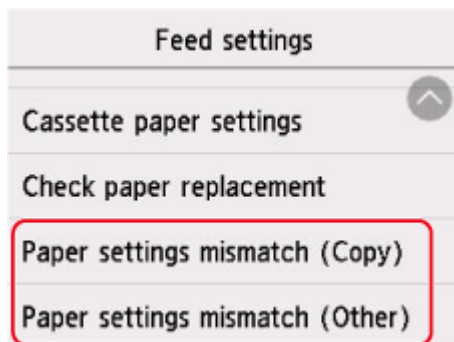 Feed settings
Cassette paper settings
Check paper replacement
Paper settings mismatch (Copy)
Paper settings mismatch (Other)